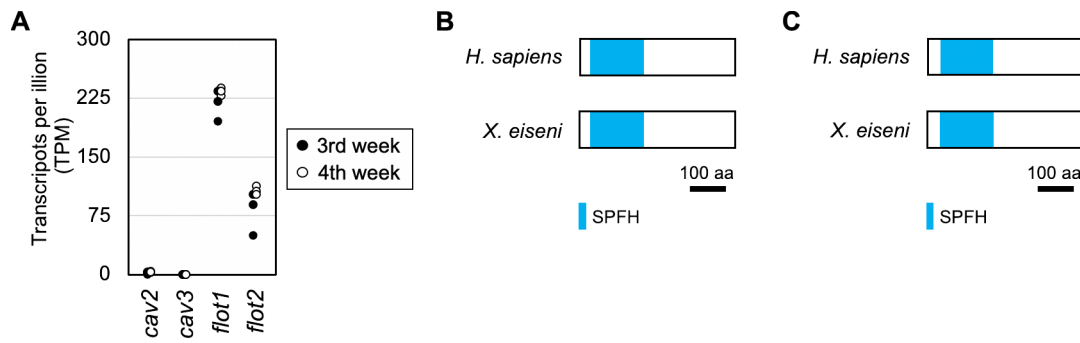 A
Transcripots per illion
(TPM)
300
225
150
75
0
cav2
cav3
flot1
flot2
3rd week
4th week
B
H. sapiens
X. eiseni
100 aa
SPFH
C
H. sapiens
X. eiseni
100 aa
SPFH